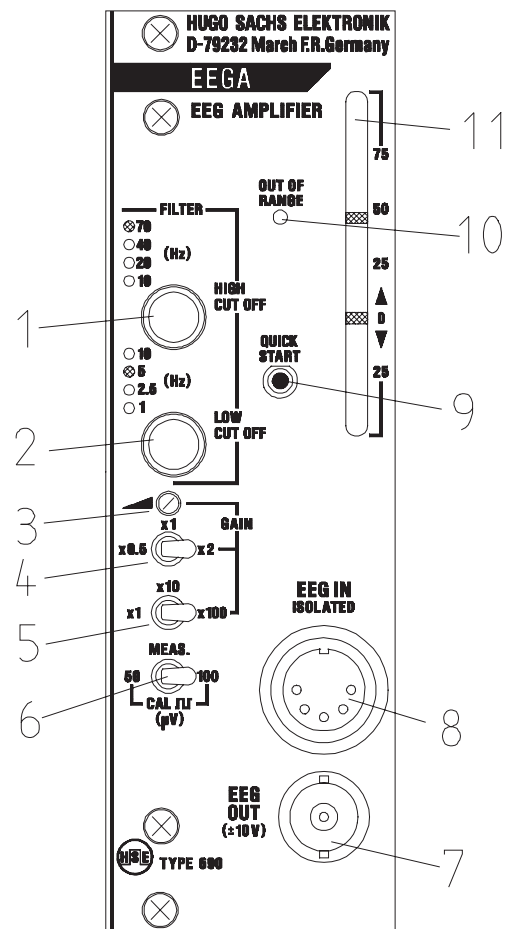 HUGO SACHS ELEKTRONIK
D-79232 March F.R.Germany
EEGA
EEG AMPLIFIER
11
75
OUT OF
RANGE
50
10
FILTER
70
40
(Hz)
20
10
25
HIGH
CUT OFF
1
0
QUICK
START
25
10
5
(Hz)
2.5
1
9
LOW
CUT OFF
2
3
x1
GAIN
x0.5
x2
4
x10
x1
x100
5
EEG IN
ISOLATED
MEAS.
50
100
CAL
(µV)
6
8
EEG
OUT
(±10V)
7
HSE
TYPE 690